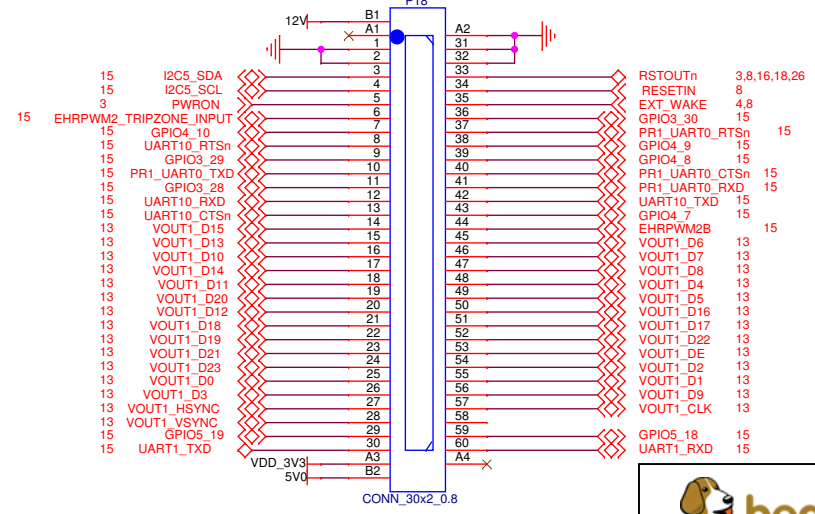 P18
12V B1
A1 A2
1 31
2 32
15 I2C5_SDA 3 33 RSTOUTn 3,8,16,18,26
15 I2C5_SCL 4 34 RESETIN 8
3 PWRON 5 35 EXT_WAKE 4,8
15 EHRPWM2_TRIPZONE_INPUT 6 36 GPIO3_30 15
15 GPIO4_10 7 37 PR1_UART0_RTSn 15
15 UART10_RTSn 8 38 GPIO4_9 15
15 GPIO3_29 9 39 GPIO4_8 15
15 PR1_UART0_TXD 10 40 PR1_UART0_CTSn 15
15 GPIO3_28 11 41 PR1_UART0_RXD 15
15 UART10_RXD 12 42 UART10_TXD 15
15 UART10_CTSn 13 43 GPIO4_7 15
13 VOUT1_D15 14 44 EHRPWM2B 15
13 VOUT1_D13 15 45 VOUT1_D6 13
13 VOUT1_D10 16 46 VOUT1_D7 13
13 VOUT1_D14 17 47 VOUT1_D8 13
13 VOUT1_D11 18 48 VOUT1_D4 13
13 VOUT1_D20 19 49 VOUT1_D5 13
13 VOUT1_D12 20 50 VOUT1_D16 13
13 VOUT1_D18 21 51 VOUT1_D17 13
13 VOUT1_D19 22 52 VOUT1_D22 13
13 VOUT1_D21 23 53 VOUT1_DE 13
13 VOUT1_D23 24 54 VOUT1_D2 13
13 VOUT1_D0 25 55 VOUT1_D1 13
13 VOUT1_D3 26 56 VOUT1_D9 13
13 VOUT1_HSYNC 27 57 VOUT1_CLK 13
13 VOUT1_VSYNC 28 58
15 GPIO5_19 29 59 GPIO5_18 15
15 UART1_TXD 30 60 UART1_RXD 15
VDD_3V3 A3 A4
5V0 B2
CONN_30x2_0.8